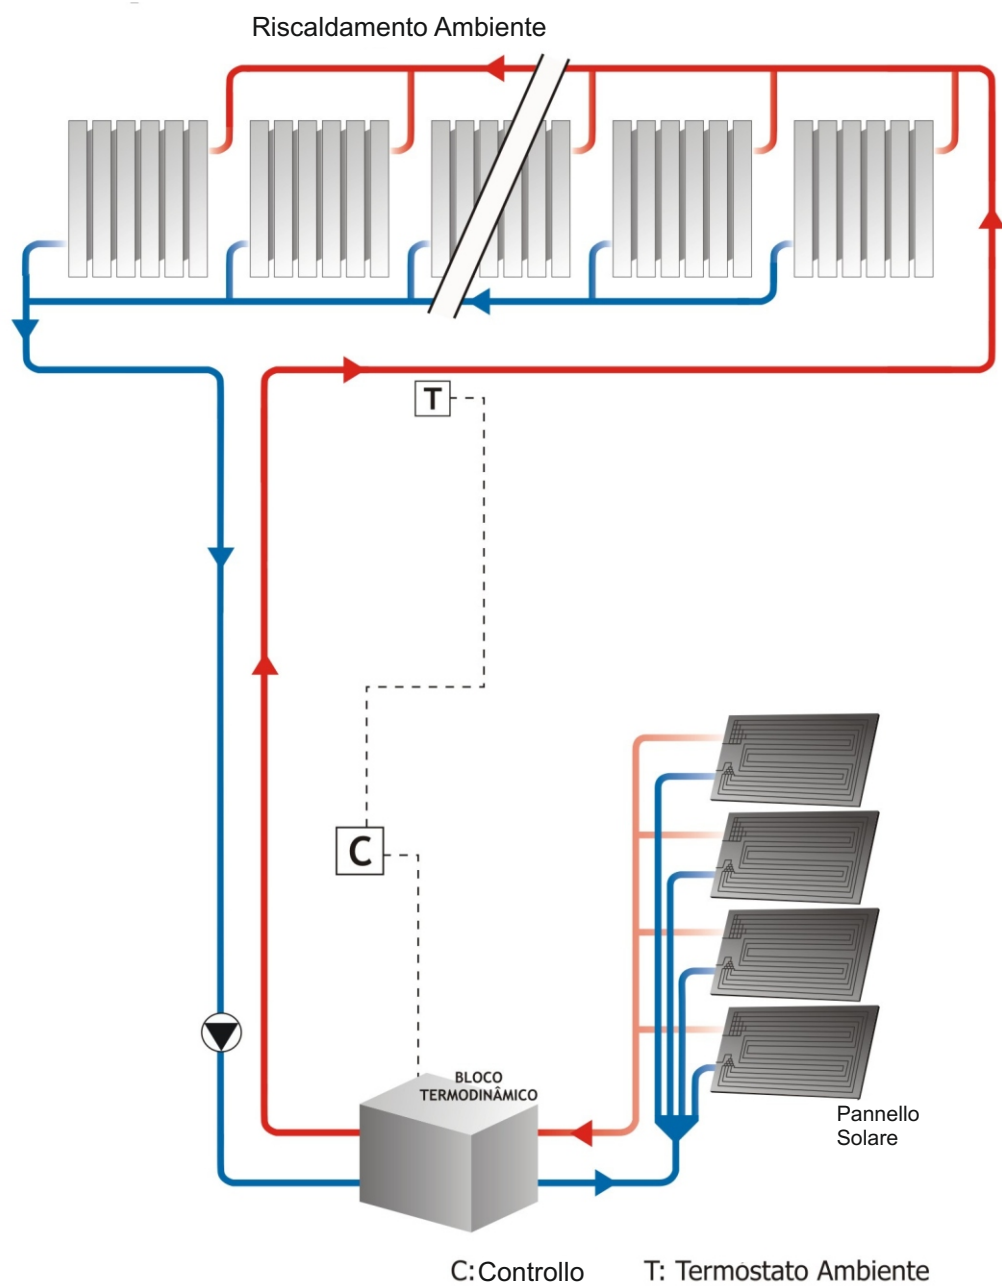 Riscaldamento Ambiente
T
C
BLOCO
TERMODINÂMICO
Pannello
Solare
C: Controllo
T: Termostato Ambiente